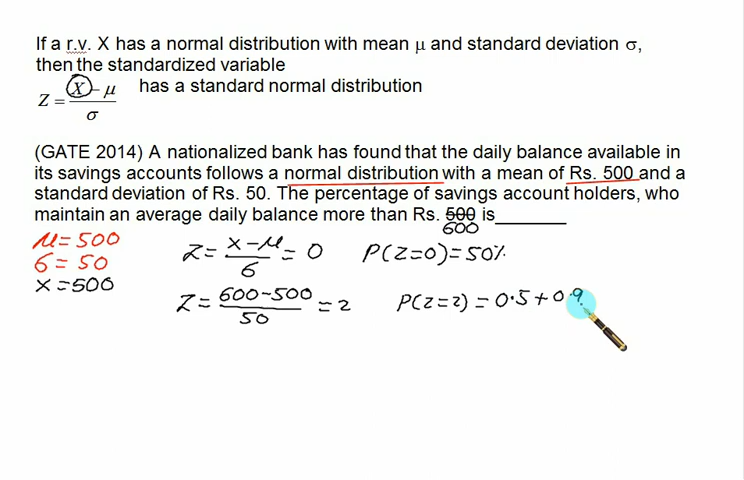 If a r.v. X has a normal distribution with mean μ and standard deviation σ,
then the standardized variable
Z = (X - μ)/σ has a standard normal distribution
(GATE 2014) A nationalized bank has found that the daily balance available in
its savings accounts follows a normal distribution with a mean of Rs. 500 and a
standard deviation of Rs. 50. The percentage of savings account holders, who
maintain an average daily balance more than Rs. 500 is________
600
μ = 500
σ = 50
x = 500
Z = (x - μ)/σ = 0 P(Z=0) = 50%
Z = (600-500)/50 = 2 P(Z=2) = 0.5 + 0.9